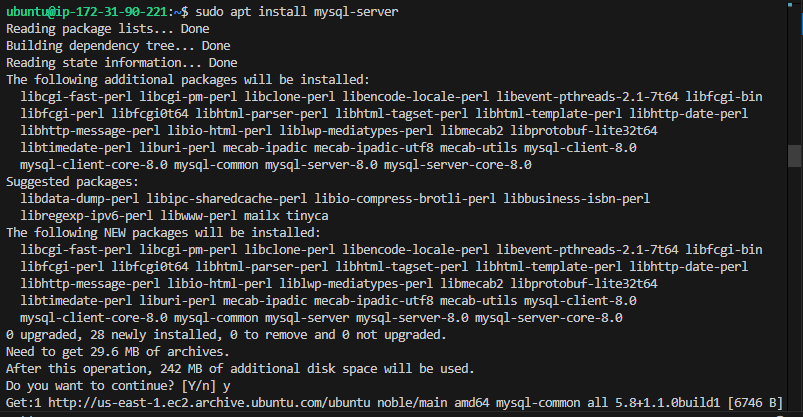 ubuntu@ip-172-31-90-221:~$ sudo apt install mysql-server
Reading package lists... Done
Building dependency tree... Done
Reading state information... Done
The following additional packages will be installed:
  libcgi-fast-perl libcgi-pm-perl libclone-perl libencode-locale-perl libevent-pthreads-2.1-7t64 libfcgi-bin
  libfcgi-perl libfcgi0t64 libhtml-parser-perl libhtml-tagset-perl libhtml-template-perl libhttp-date-perl
  libhttp-message-perl libio-html-perl liblwp-mediatypes-perl libmecab2 libprotobuf-lite32t64
  libtimedate-perl liburi-perl mecab-ipadic mecab-ipadic-utf8 mecab-utils mysql-client-8.0
  mysql-client-core-8.0 mysql-common mysql-server-8.0 mysql-server-core-8.0
Suggested packages:
  libdata-dump-perl libipc-sharedcache-perl libio-compress-brotli-perl libbusiness-isbn-perl
  libregexp-ipv6-perl libwww-perl mailx tinyca
The following NEW packages will be installed:
  libcgi-fast-perl libcgi-pm-perl libclone-perl libencode-locale-perl libevent-pthreads-2.1-7t64 libfcgi-bin
  libfcgi-perl libfcgi0t64 libhtml-parser-perl libhtml-tagset-perl libhtml-template-perl libhttp-date-perl
  libhttp-message-perl libio-html-perl liblwp-mediatypes-perl libmecab2 libprotobuf-lite32t64
  libtimedate-perl liburi-perl mecab-ipadic mecab-ipadic-utf8 mecab-utils mysql-client-8.0
  mysql-client-core-8.0 mysql-common mysql-server mysql-server-8.0 mysql-server-core-8.0
0 upgraded, 28 newly installed, 0 to remove and 0 not upgraded.
Need to get 29.6 MB of archives.
After this operation, 242 MB of additional disk space will be used.
Do you want to continue? [Y/n] y
Get:1 http://us-east-1.ec2.archive.ubuntu.com/ubuntu noble/main amd64 mysql-common all 5.8+1.1.0build1 [6746 B]